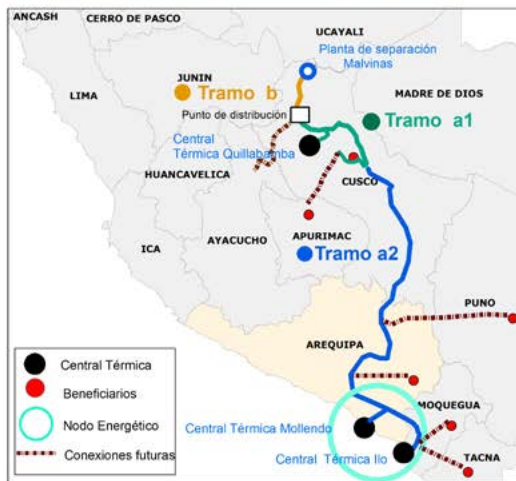 ANCASH
CERRO DE PASCO
UCAYALI
Planta de separación
Malvinas
JUNIN
Tramo b
LIMA
MADRE DE DIOS
Punto de distribución
Tramo a1
Central
Térmica Quillabamba
HUANCAVELICA
CUSCO
AYACUCHO
APURIMAC
ICA
Tramo a2
PUNO
AREQUIPA
Central Térmica
Beneficiarios
Nodo Energético
Conexiones futuras
MOQUEGUA
Central Térmica Mollendo
Central Térmica Ilo
TACNA